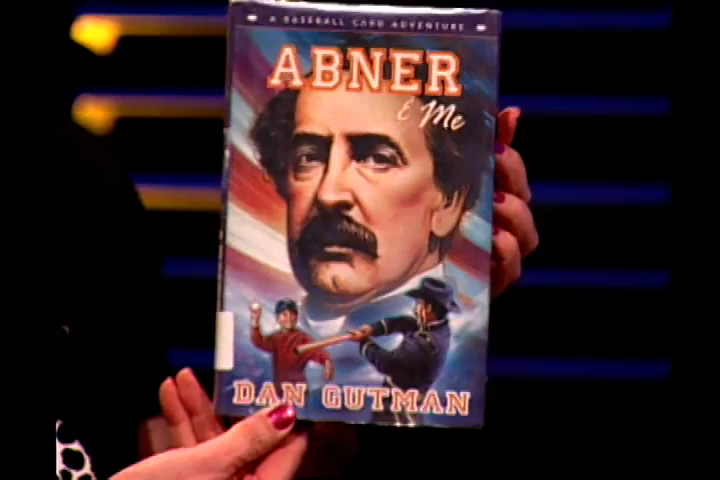 A BASEBALL CARD ADVENTURE
ABNER
& Me
DAN GUTMAN